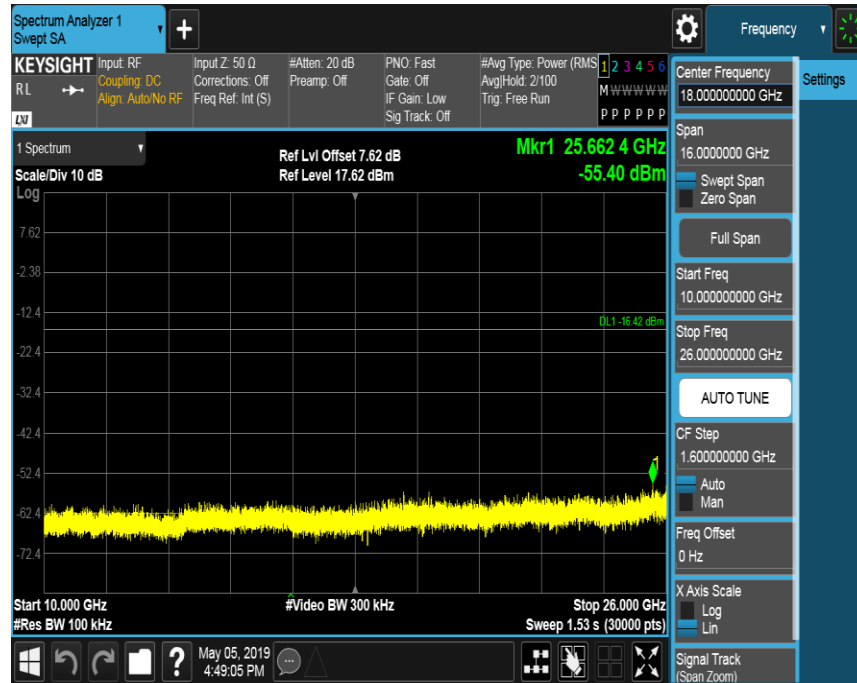 Spectrum Analyzer 1
Swept SA
+
Frequency
KEYSIGHT
RL
LXI
Input: RF
Coupling: DC
Align: Auto/No RF
Input Z: 50 Ω
Corrections: Off
Freq Ref: Int (S)
#Atten: 20 dB
Preamp: Off
PNO: Fast
Gate: Off
IF Gain: Low
Sig Track: Off
#Avg Type: Power (RMS
Avg|Hold: 2/100
Trig: Free Run
1 2 3 4 5 6
M W W W W W
P P P P P P
1 Spectrum
Scale/Div 10 dB
Ref Lvl Offset 7.62 dB
Ref Level 17.62 dBm
Mkr1 25.662 4 GHz
-55.40 dBm
Log
7.62
-2.38
-12.4
-22.4
-32.4
-42.4
-52.4
-62.4
-72.4
DL1 -16.42 dBm
1
Start 10.000 GHz
#Res BW 100 kHz
#Video BW 300 kHz
Stop 26.000 GHz
Sweep 1.53 s (30000 pts)
May 05, 2019
4:49:05 PM
?
Center Frequency
18.000000000 GHz
Span
16.0000000 GHz
Swept Span
Zero Span
Full Span
Start Freq
10.000000000 GHz
Stop Freq
26.000000000 GHz
AUTO TUNE
CF Step
1.600000000 GHz
Auto
Man
Freq Offset
0 Hz
X Axis Scale
Log
Lin
Signal Track
(Span Zoom)
Settings